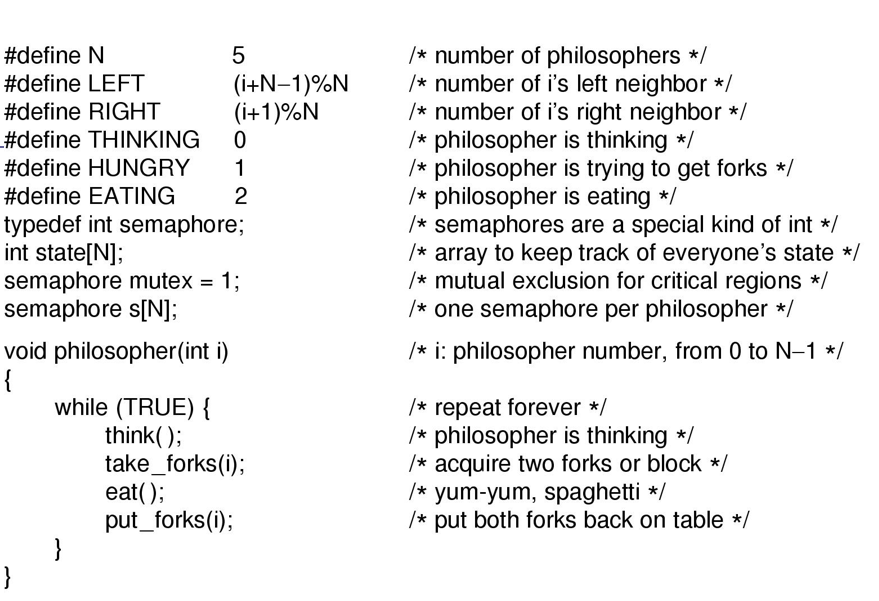 #define N 5 /* number of philosophers */
#define LEFT (i+N−1)%N /* number of i's left neighbor */
#define RIGHT (i+1)%N /* number of i's right neighbor */
#define THINKING 0 /* philosopher is thinking */
#define HUNGRY 1 /* philosopher is trying to get forks */
#define EATING 2 /* philosopher is eating */
typedef int semaphore; /* semaphores are a special kind of int */
int state[N]; /* array to keep track of everyone's state */
semaphore mutex = 1; /* mutual exclusion for critical regions */
semaphore s[N]; /* one semaphore per philosopher */
void philosopher(int i) /* i: philosopher number, from 0 to N−1 */
{
while (TRUE) { /* repeat forever */
think( ); /* philosopher is thinking */
take_forks(i); /* acquire two forks or block */
eat( ); /* yum-yum, spaghetti */
put_forks(i); /* put both forks back on table */
}
}